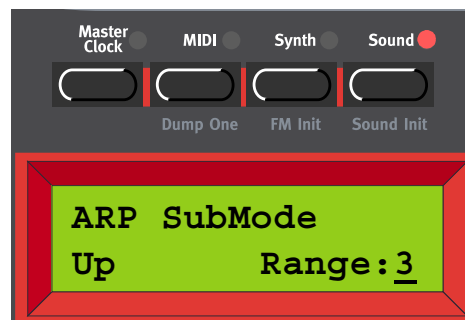 Master Clock MIDI Synth Sound
Dump One FM Init Sound Init
ARP SubMode
Up Range:3